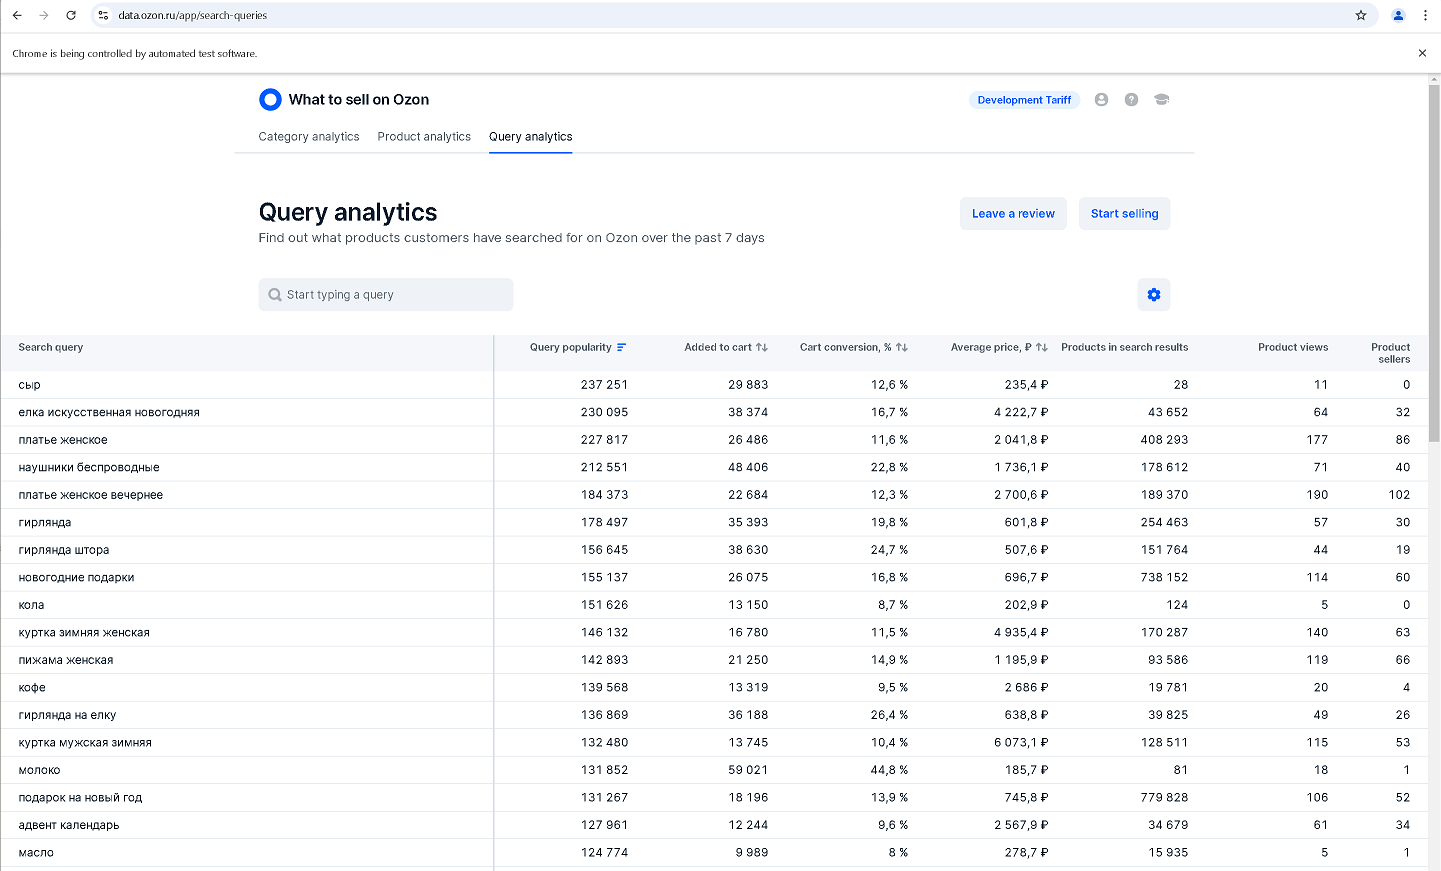 data.ozon.ru/app/search-queries
Chrome is being controlled by automated test software.
What to sell on Ozon
Development Tariff
Category analytics Product analytics Query analytics
Query analytics
Leave a review Start selling
Find out what products customers have searched for on Ozon over the past 7 days
Start typing a query
Search query Query popularity Added to cart Cart conversion, % Average price, ₽ Products in search results Product views Product sellers
сыр 237 251 29 883 12,6 % 235,4 ₽ 28 11 0
елка искусственная новогодняя 230 095 38 374 16,7 % 4 222,7 ₽ 43 652 64 32
платье женское 227 817 26 486 11,6 % 2 041,8 ₽ 408 293 177 86
наушники беспроводные 212 551 48 406 22,8 % 1 736,1 ₽ 178 612 71 40
платье женское вечернее 184 373 22 684 12,3 % 2 700,6 ₽ 189 370 190 102
гирлянда 178 497 35 393 19,8 % 601,8 ₽ 254 463 57 30
гирлянда штора 156 645 38 630 24,7 % 507,6 ₽ 151 764 44 19
новогодние подарки 155 137 26 075 16,8 % 696,7 ₽ 738 152 114 60
кола 151 626 13 150 8,7 % 202,9 ₽ 124 5 0
куртка зимняя женская 146 132 16 780 11,5 % 4 935,4 ₽ 170 287 140 63
пижама женская 142 893 21 250 14,9 % 1 195,9 ₽ 93 586 119 66
кофе 139 568 13 319 9,5 % 2 686 ₽ 19 781 20 4
гирлянда на елку 136 869 36 188 26,4 % 638,8 ₽ 39 825 49 26
куртка мужская зимняя 132 480 13 745 10,4 % 6 073,1 ₽ 128 511 115 53
молоко 131 852 59 021 44,8 % 185,7 ₽ 81 18 1
подарок на новый год 131 267 18 196 13,9 % 745,8 ₽ 779 828 106 52
адвент календарь 127 961 12 244 9,6 % 2 567,9 ₽ 34 679 61 34
масло 124 774 9 989 8 % 278,7 ₽ 15 935 5 1